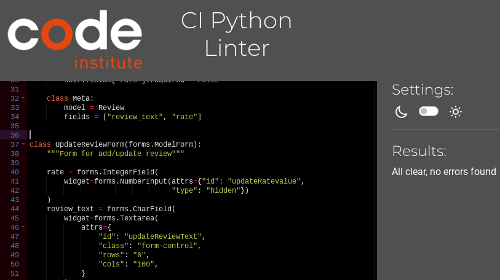 code
institute
CI Python
Linter
Settings:
Results:
All clear, no errors found
31
32 class Meta:
33 model = Review
34 fields = ["review_text", "rate"]
35
36
37 class UpdateReviewForm(forms.ModelForm):
38 """Form for add/update review"""
39
40 rate = forms.IntegerField(
41 widget=forms.NumberInput(attrs={"id": "updateRateValue",
42 "type": "hidden"})
43 )
44 review_text = forms.CharField(
45 widget=forms.Textarea(
46 attrs={
47 "id": "updateReviewText",
48 "class": "form-control",
49 "rows": "6",
50 "cols": "100",
51 }